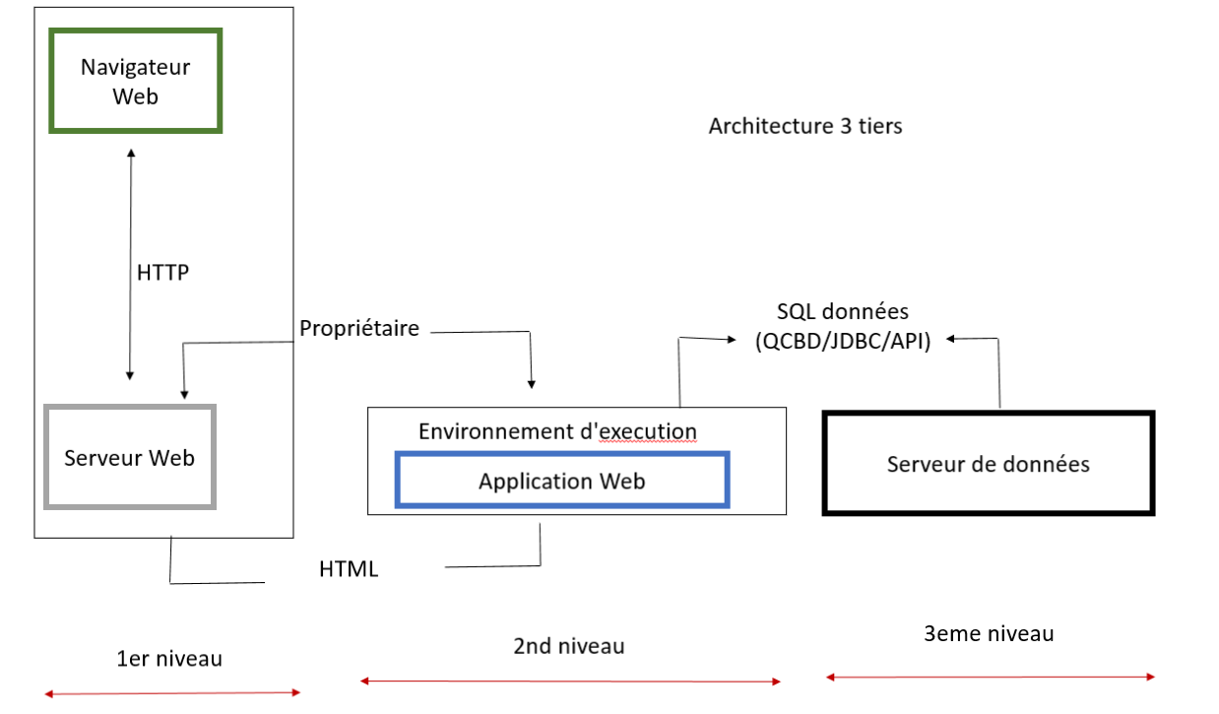 Navigateur
Web
Architecture 3 tiers
HTTP
Propriétaire
SQL données
(QCBD/JDBC/API)
Serveur Web
Environnement d'execution
Application Web
Serveur de données
HTML
1er niveau
2nd niveau
3eme niveau